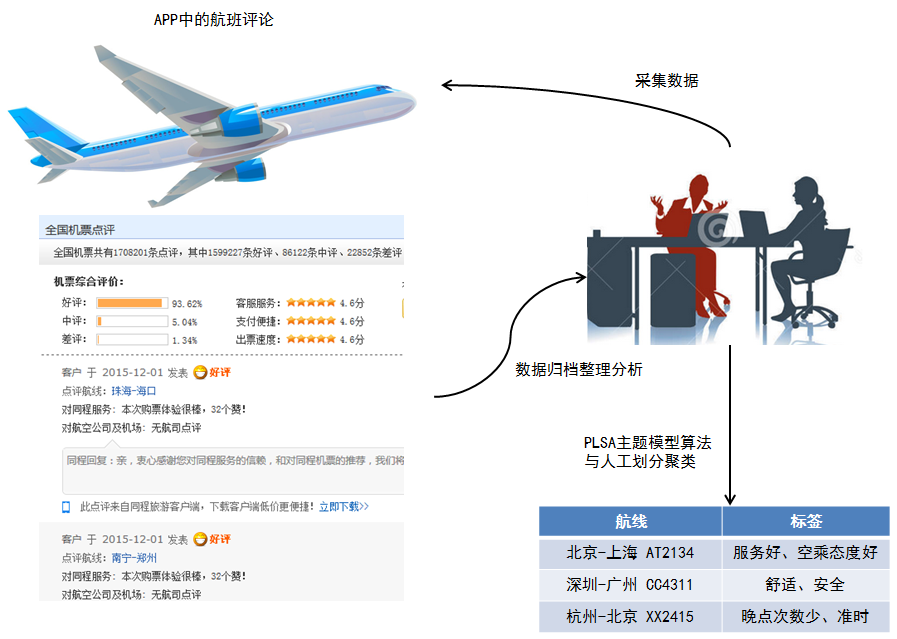 APP中的航班评论
采集数据
全国机票点评
全国机票共有1708201条点评，其中1599227条好评、86122条中评、22852条差评
机票综合评价：
好评： 93.62% 客服服务： 4.6分
中评： 5.04% 支付便捷： 4.6分
差评： 1.34% 出票速度： 4.6分
客户 于 2015-12-01 发表 好评
点评航线：珠海-海口
对同程服务：本次购票体验很棒，32个赞！
对航空公司及机场：无航司点评
同程回复：亲，衷心感谢您对同程服务的信赖，和对同程机票的推荐，我们将
此点评来自同程旅游客户端，下载客户端低价更便捷！立即下载>>
客户 于 2015-12-01 发表 好评
点评航线：南宁-郑州
对同程服务：本次购票体验很棒，32个赞！
对航空公司及机场：无航司点评
数据归档整理分析
PLSA主题模型算法
与人工划分聚类
航线 标签
北京-上海 AT2134 服务好、空乘态度好
深圳-广州 CC4311 舒适、安全
杭州-北京 XX2415 晚点次数少、准时